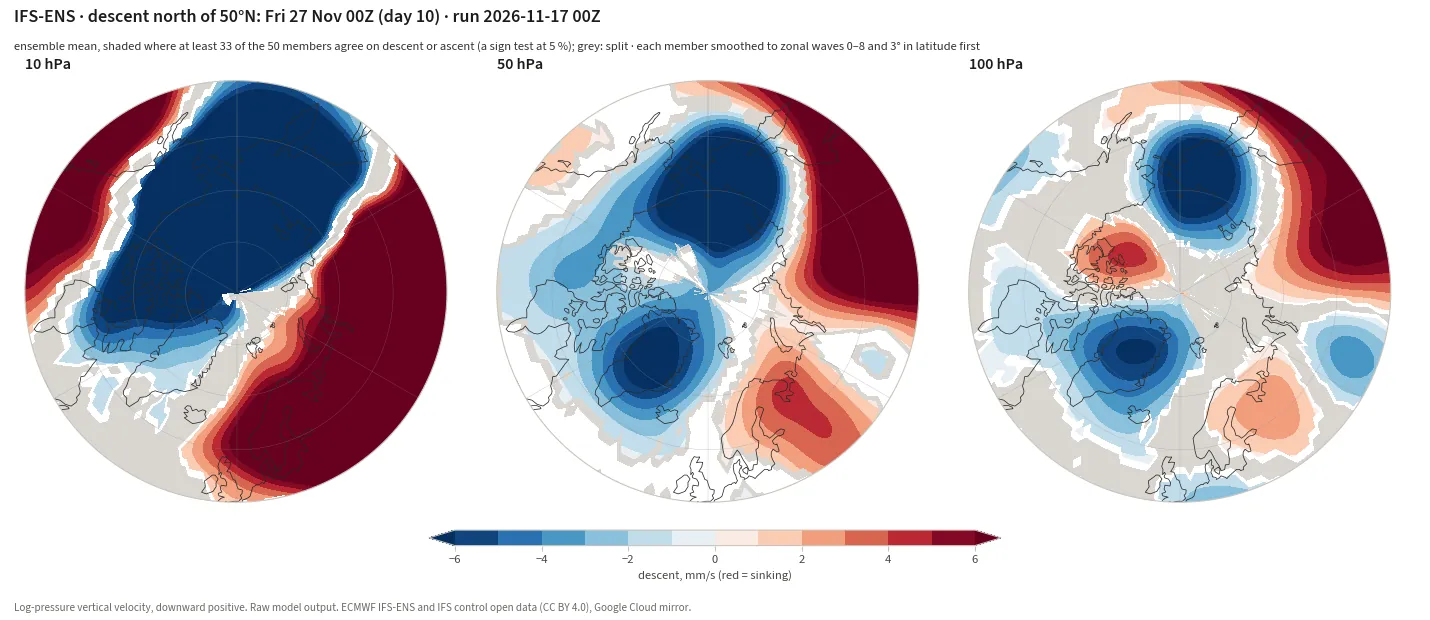 IFS-ENS · descent north of 50°N: Fri 27 Nov 00Z (day 10) · run 2026-11-17 00Z
ensemble mean, shaded where at least 33 of the 50 members agree on descent or ascent (a sign test at 5 %); grey: split · each member smoothed to zonal waves 0–8 and 3° in latitude first
10 hPa
50 hPa
100 hPa
−6 −4 −2 0 2 4 6
descent, mm/s (red = sinking)
Log-pressure vertical velocity, downward positive. Raw model output. ECMWF IFS-ENS and IFS control open data (CC BY 4.0), Google Cloud mirror.